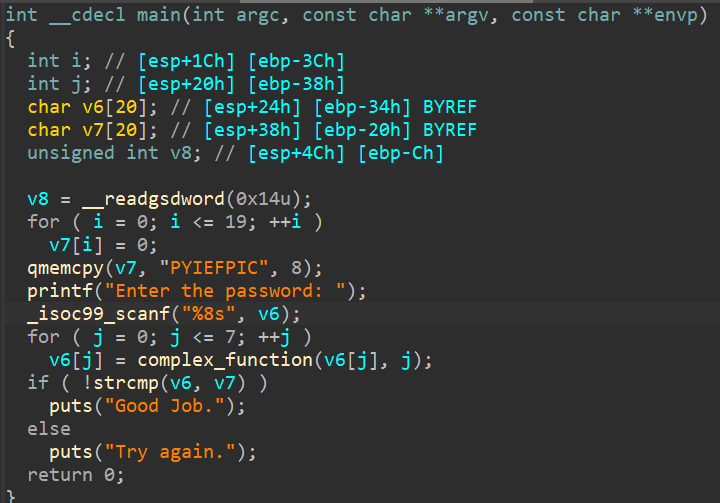 int __cdecl main(int argc, const char **argv, const char **envp)
{
  int i; // [esp+1Ch] [ebp-3Ch]
  int j; // [esp+20h] [ebp-38h]
  char v6[20]; // [esp+24h] [ebp-34h] BYREF
  char v7[20]; // [esp+38h] [ebp-20h] BYREF
  unsigned int v8; // [esp+4Ch] [ebp-Ch]

  v8 = __readgsdword(0x14u);
  for ( i = 0; i <= 19; ++i )
    v7[i] = 0;
  qmemcpy(v7, "PYIEFPIC", 8);
  printf("Enter the password: ");
  _isoc99_scanf("%8s", v6);
  for ( j = 0; j <= 7; ++j )
    v6[j] = complex_function(v6[j], j);
  if ( !strcmp(v6, v7) )
    puts("Good Job.");
  else
    puts("Try again.");
  return 0;
}